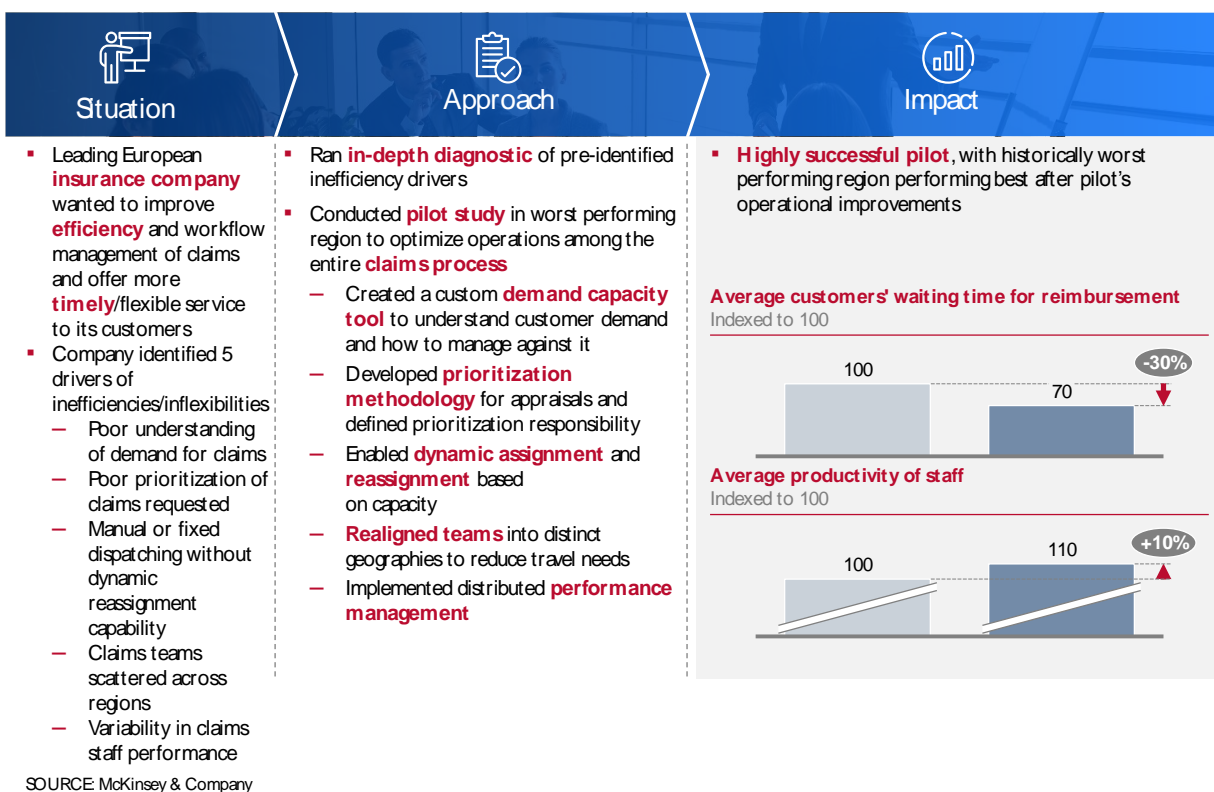 Situation
Approach
Impact
▪ Leading European
insurance company
wanted to improve
efficiency and workflow
management of claims
and offer more
timely/flexible service
to its customers
▪ Company identified 5
drivers of
inefficiencies/inflexibilities
– Poor understanding
of demand for claims
– Poor prioritization of
claims requested
– Manual or fixed
dispatching without
dynamic
reassignment
capability
– Claims teams
scattered across
regions
– Variability in claims
staff performance
▪ Ran in-depth diagnostic of pre-identified
inefficiency drivers
▪ Conducted pilot study in worst performing
region to optimize operations among the
entire claims process
– Created a custom demand capacity
tool to understand customer demand
and how to manage against it
– Developed prioritization
methodology for appraisals and
defined prioritization responsibility
– Enabled dynamic assignment and
reassignment based
on capacity
– Realigned teams into distinct
geographies to reduce travel needs
– Implemented distributed performance
management
▪ Highly successful pilot, with historically worst
performing region performing best after pilot's
operational improvements
Average customers' waiting time for reimbursement
Indexed to 100
100
70
-30%
Average productivity of staff
Indexed to 100
100
110
+10%
SOURCE: McKinsey & Company